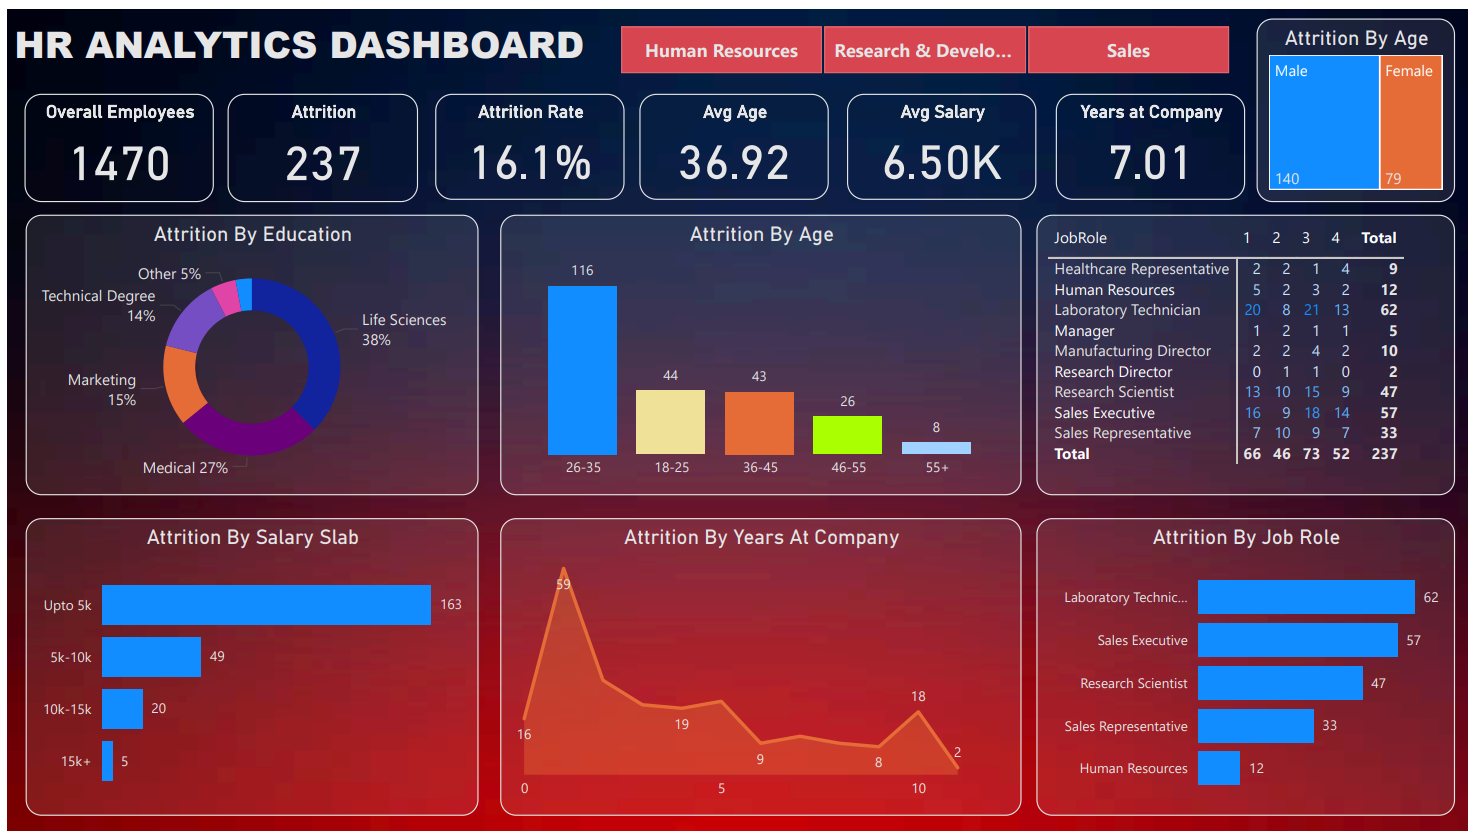 HR ANALYTICS DASHBOARD
Human Resources
Research & Develo...
Sales
Attrition By Age
Male
Female
140
79
Overall Employees
1470
Attrition
237
Attrition Rate
16.1%
Avg Age
36.92
Avg Salary
6.50K
Years at Company
7.01
Attrition By Education
Other 5%
Technical Degree
14%
Life Sciences
38%
Marketing
15%
Medical 27%
Attrition By Age
116
44
43
26
8
26-35 18-25 36-45 46-55 55+
JobRole 1 2 3 4 Total
Healthcare Representative 2 2 1 4 9
Human Resources 5 2 3 2 12
Laboratory Technician 20 8 21 13 62
Manager 1 2 1 1 5
Manufacturing Director 2 2 4 2 10
Research Director 0 1 1 0 2
Research Scientist 13 10 15 9 47
Sales Executive 16 9 18 14 57
Sales Representative 7 10 9 7 33
Total 66 46 73 52 237
Attrition By Salary Slab
Upto 5k 163
5k-10k 49
10k-15k 20
15k+ 5
Attrition By Years At Company
59
16
19
9
8
18
2
0 5 10
Attrition By Job Role
Laboratory Technic... 62
Sales Executive 57
Research Scientist 47
Sales Representative 33
Human Resources 12